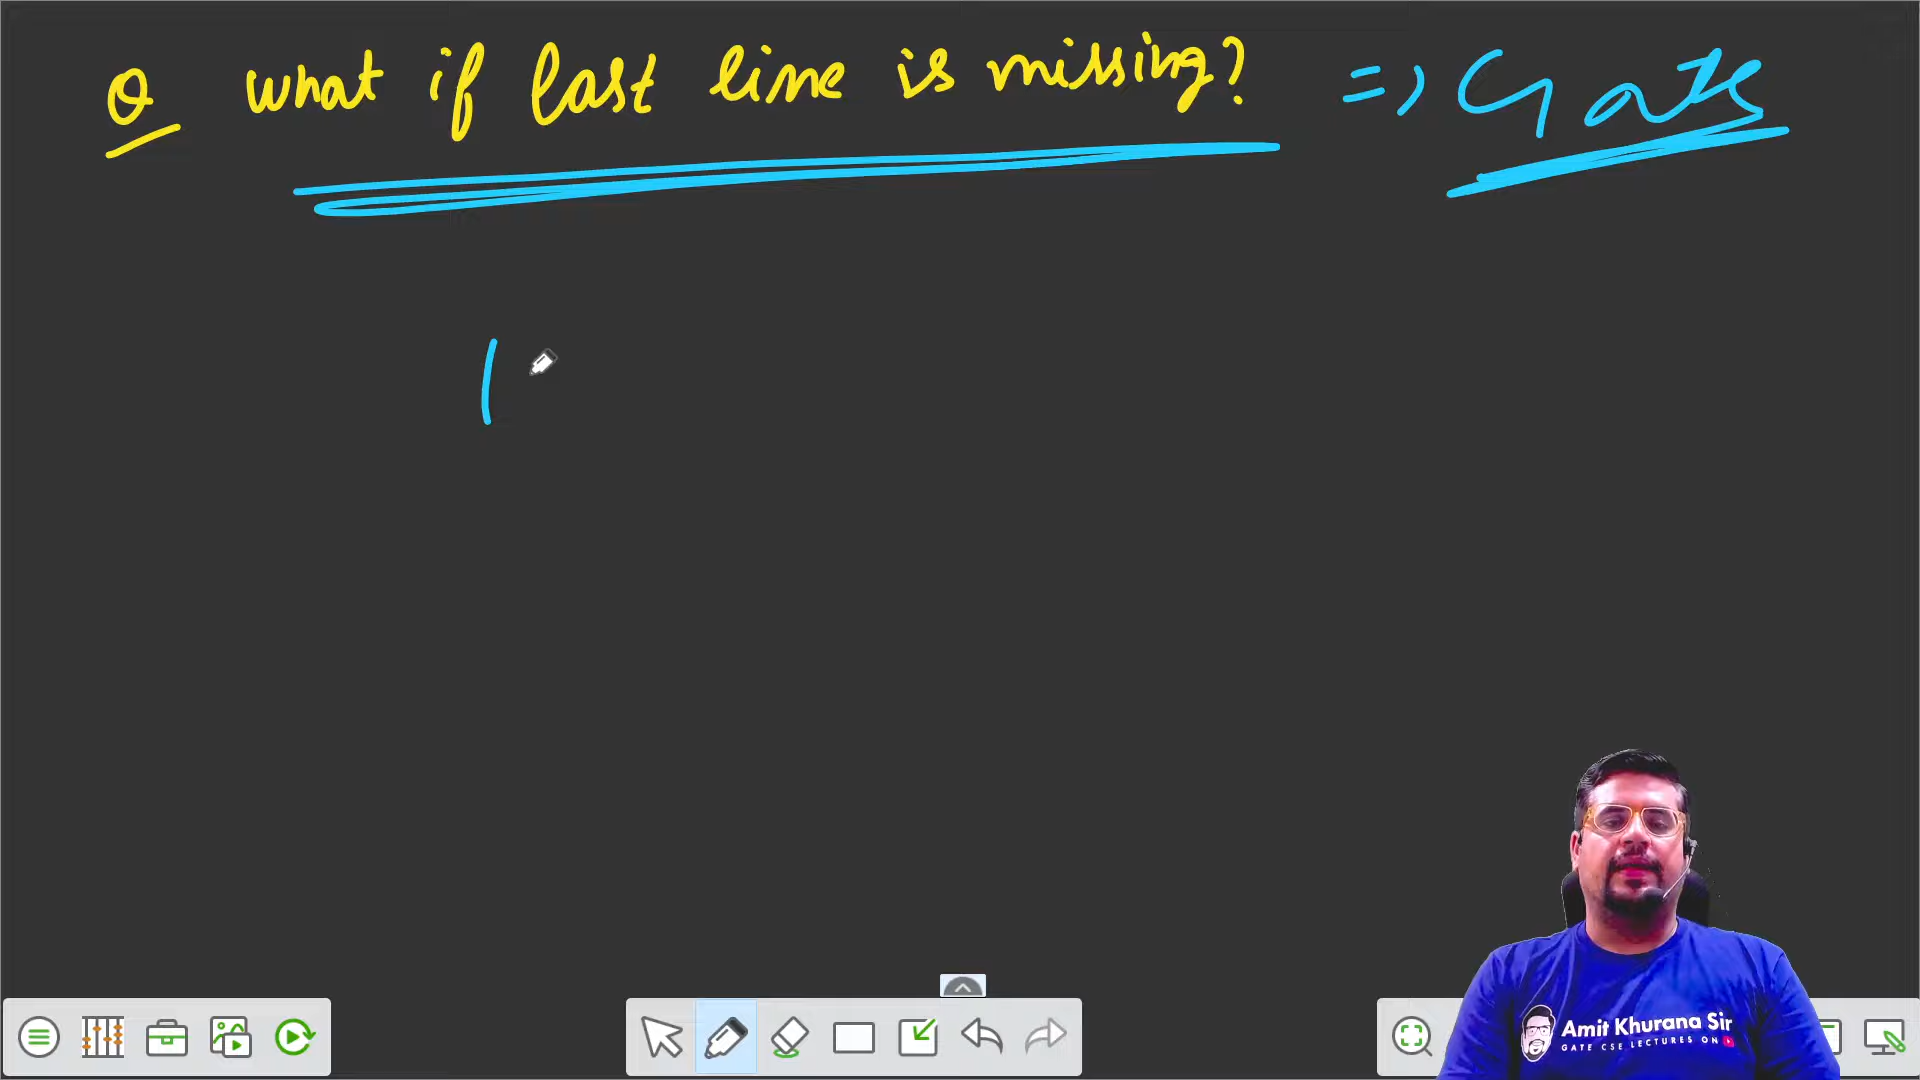 Q what if last line is missing? => Gate
Amit Khurana Sir
GATE CSE LECTURES ON